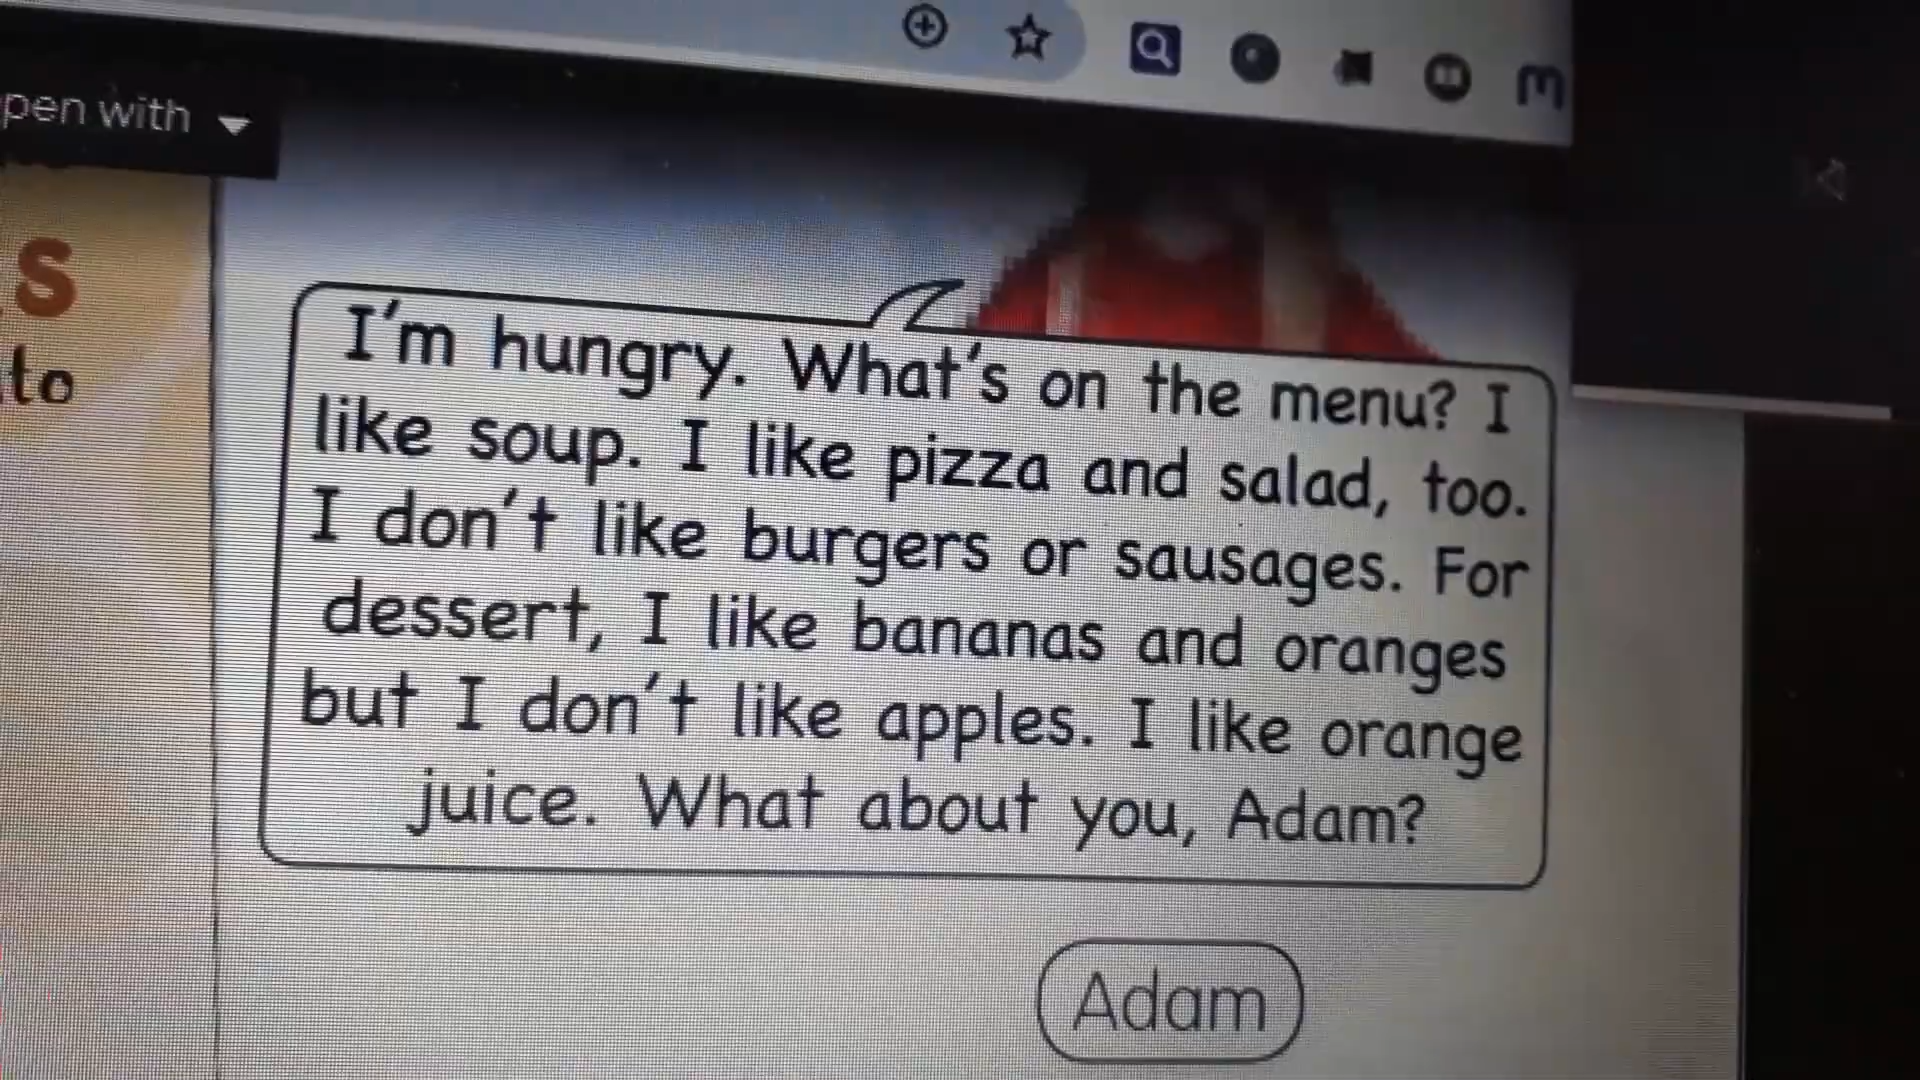 pen with
S
to
I'm hungry. What's on the menu? I
like soup. I like pizza and salad, too.
I don't like burgers or sausages. For
dessert, I like bananas and oranges
but I don't like apples. I like orange
juice. What about you, Adam?
Adam